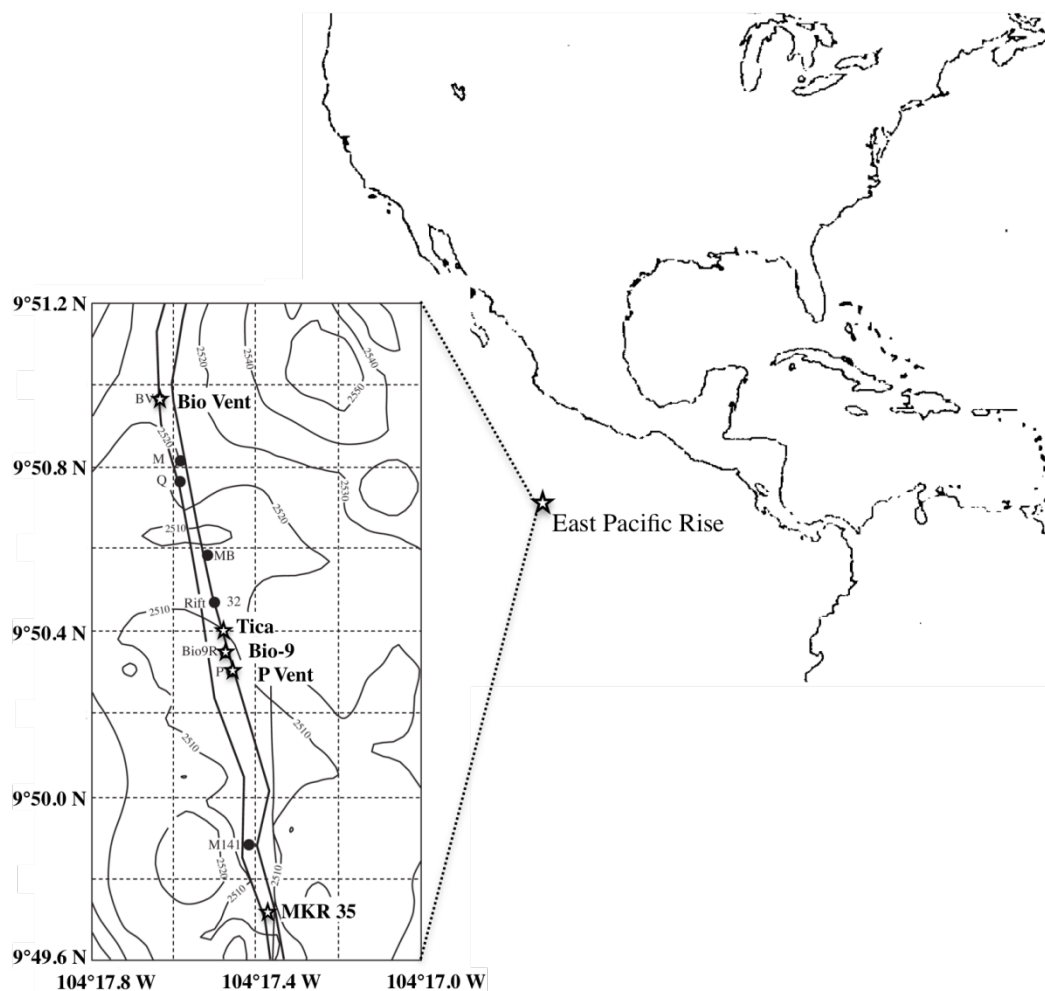 9°51.2 N
2520
2540
2540
2550
BV
Bio Vent
2520
M
9°50.8 N
Q
2530
2520
2510
MB
Rift
32
2510
Tica
9°50.4 N
Bio9R
Bio-9
P
P Vent
2510
2510
9°50.0 N
M141
2520
2510
2510
MKR 35
9°49.6 N
104°17.8 W
104°17.4 W
104°17.0 W
East Pacific Rise